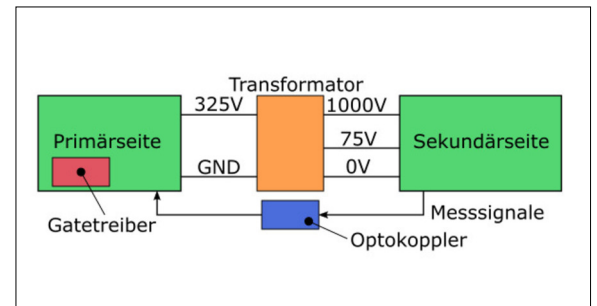 Transformator
325V
1000V
Primärseite
75V
Sekundärseite
GND
0V
Gatetreiber
Messsignale
Optokoppler